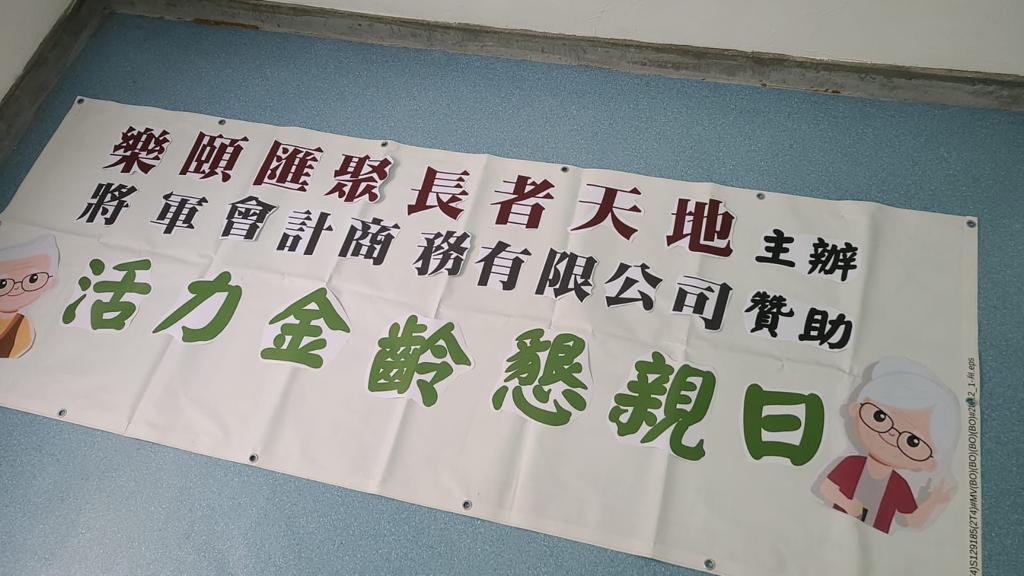 樂頤匯聚長者天地 主辦
將軍會計商務有限公司 贊助
活力金齡懇親日